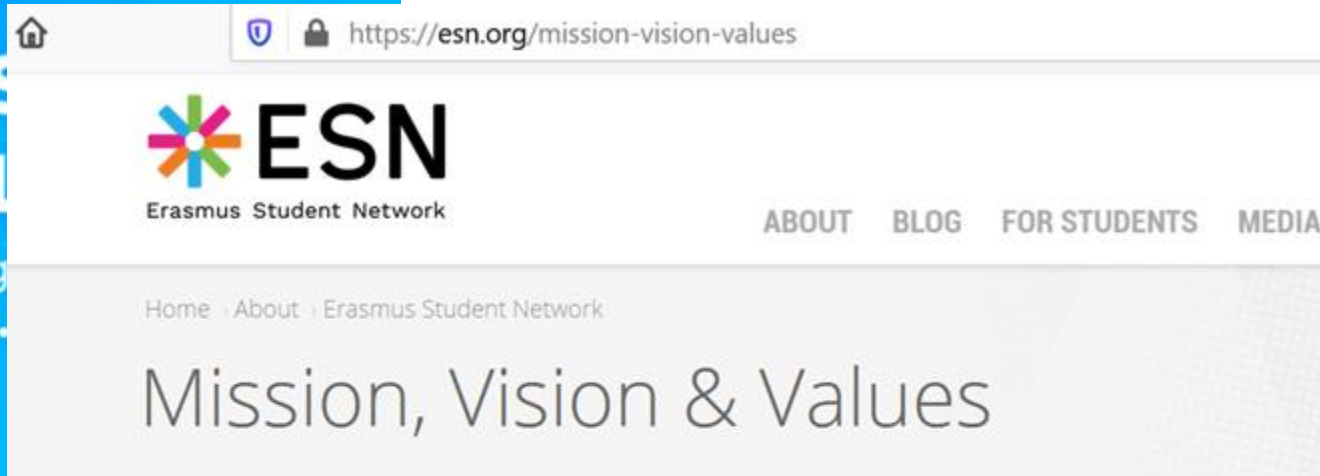 https://esn.org/mission-vision-values
ESN
Erasmus Student Network
ABOUT BLOG FOR STUDENTS MEDIA
Home › About › Erasmus Student Network
Mission, Vision & Values